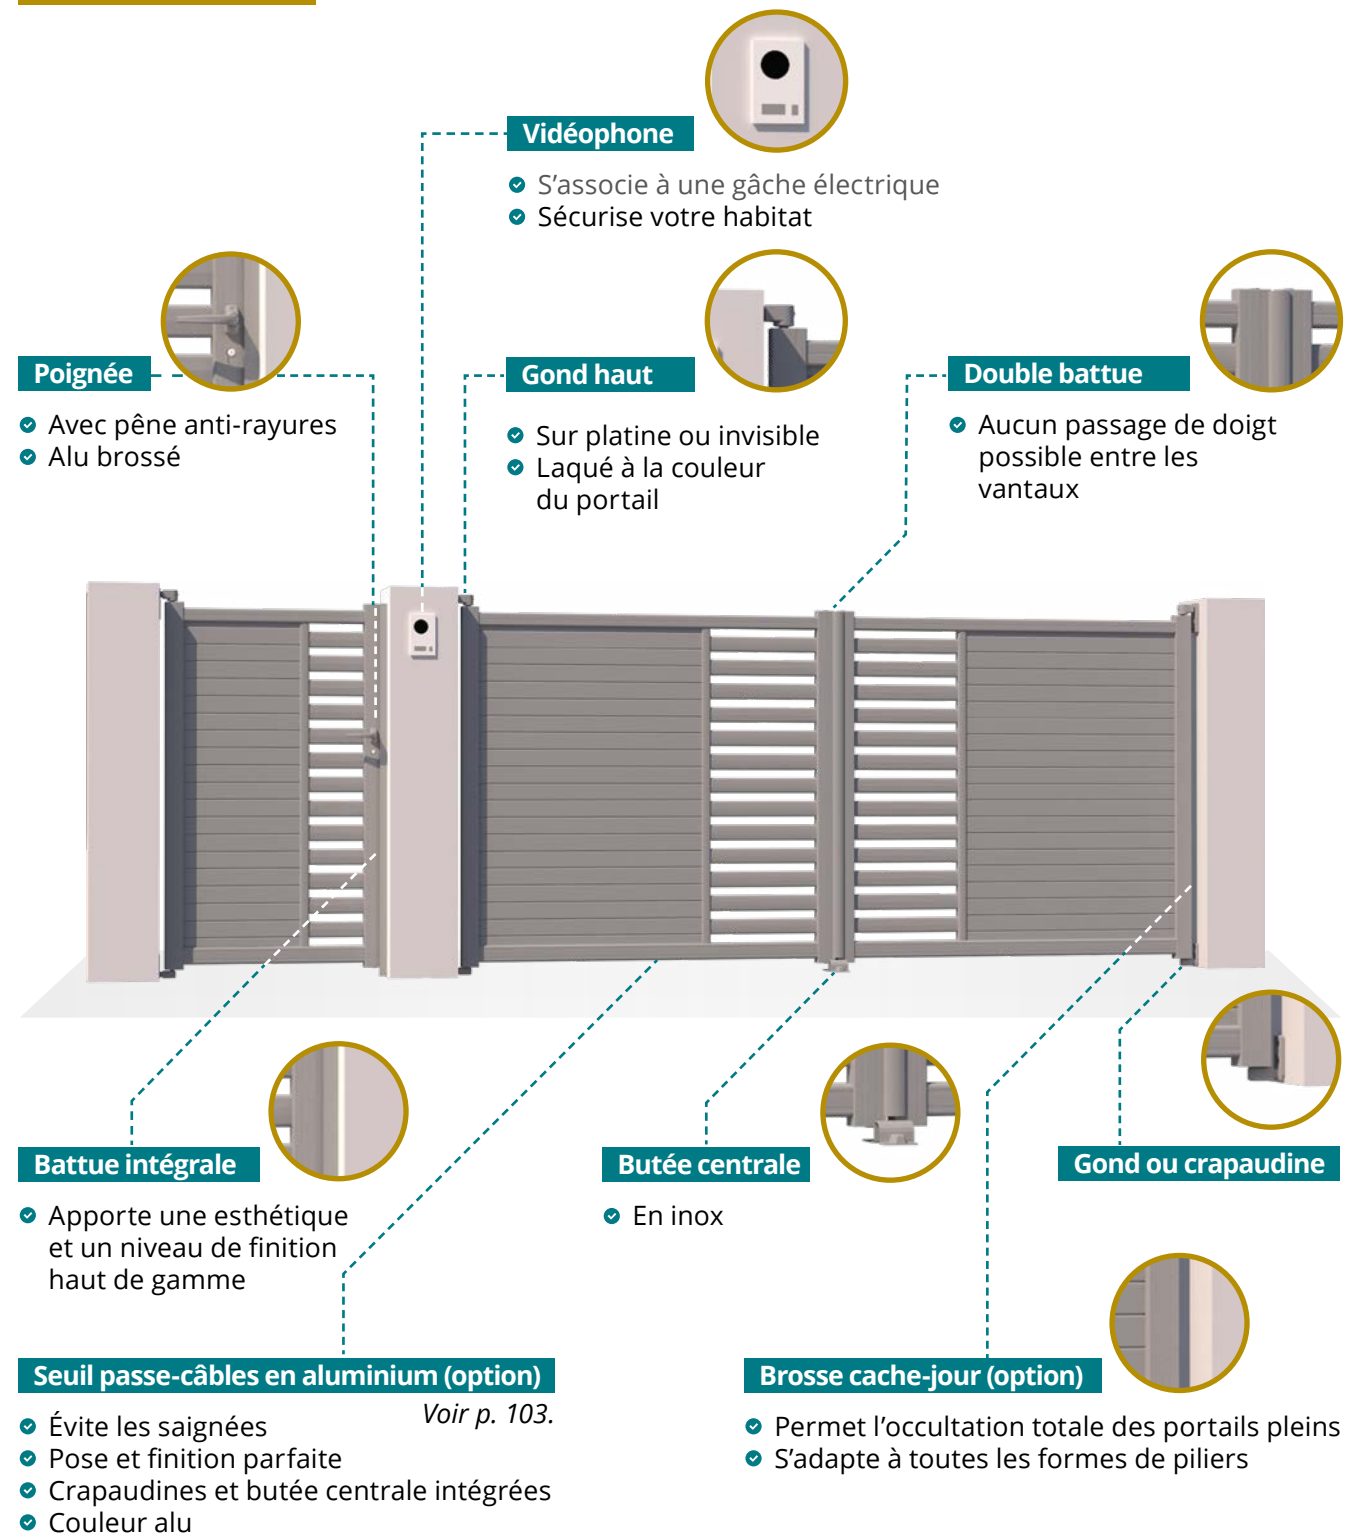 Vidéophone
S’associe à une gâche électrique
Sécurise votre habitat
Poignée
Avec pêne anti-rayures
Alu brossé
Gond haut
Sur platine ou invisible
Laqué à la couleur
du portail
Double battue
Aucun passage de doigt
possible entre les
vantaux
Battue intégrale
Apporte une esthétique
et un niveau de finition
haut de gamme
Butée centrale
En inox
Gond ou crapaudine
Seuil passe-câbles en aluminium (option)
Voir p. 103.
Évite les saignées
Pose et finition parfaite
Crapaudines et butée centrale intégrées
Couleur alu
Brosse cache-jour (option)
Permet l’occultation totale des portails pleins
S’adapte à toutes les formes de piliers